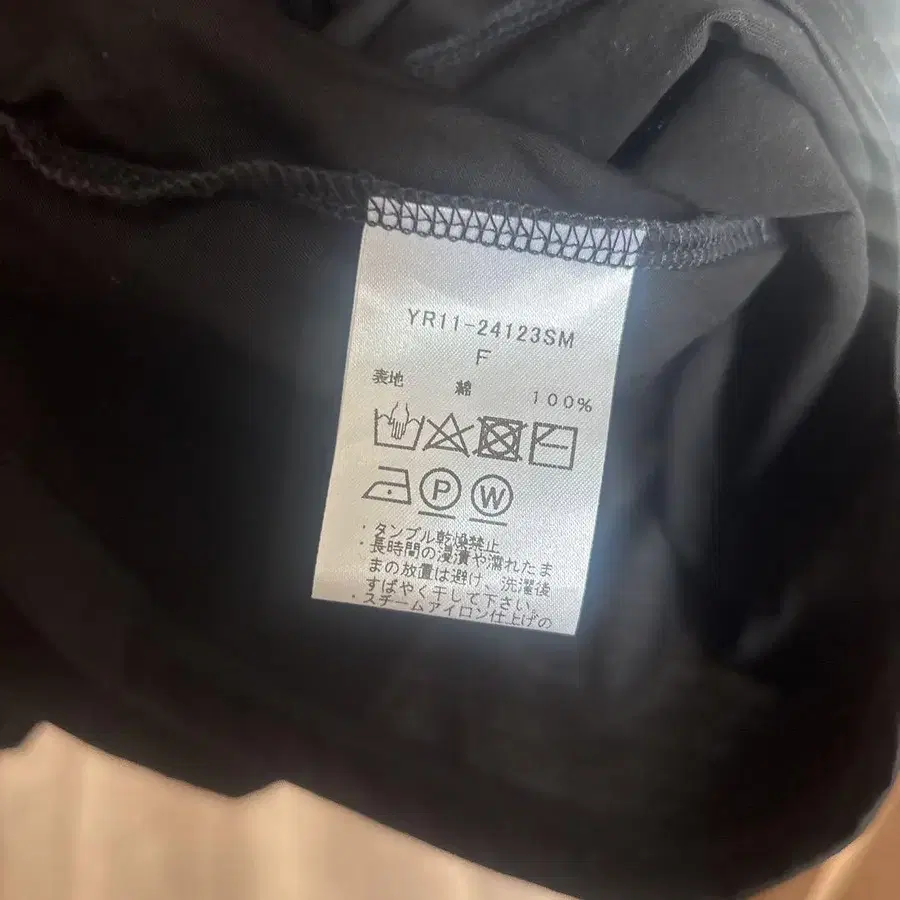 YR11-24123SM
F
表地 綿 100%
P W
・タンブル乾燥禁止
・長時間の浸漬や濡れたま
まの放置は避け、洗濯後
すばやく干して下さい。
・スチームアイロン仕上げの